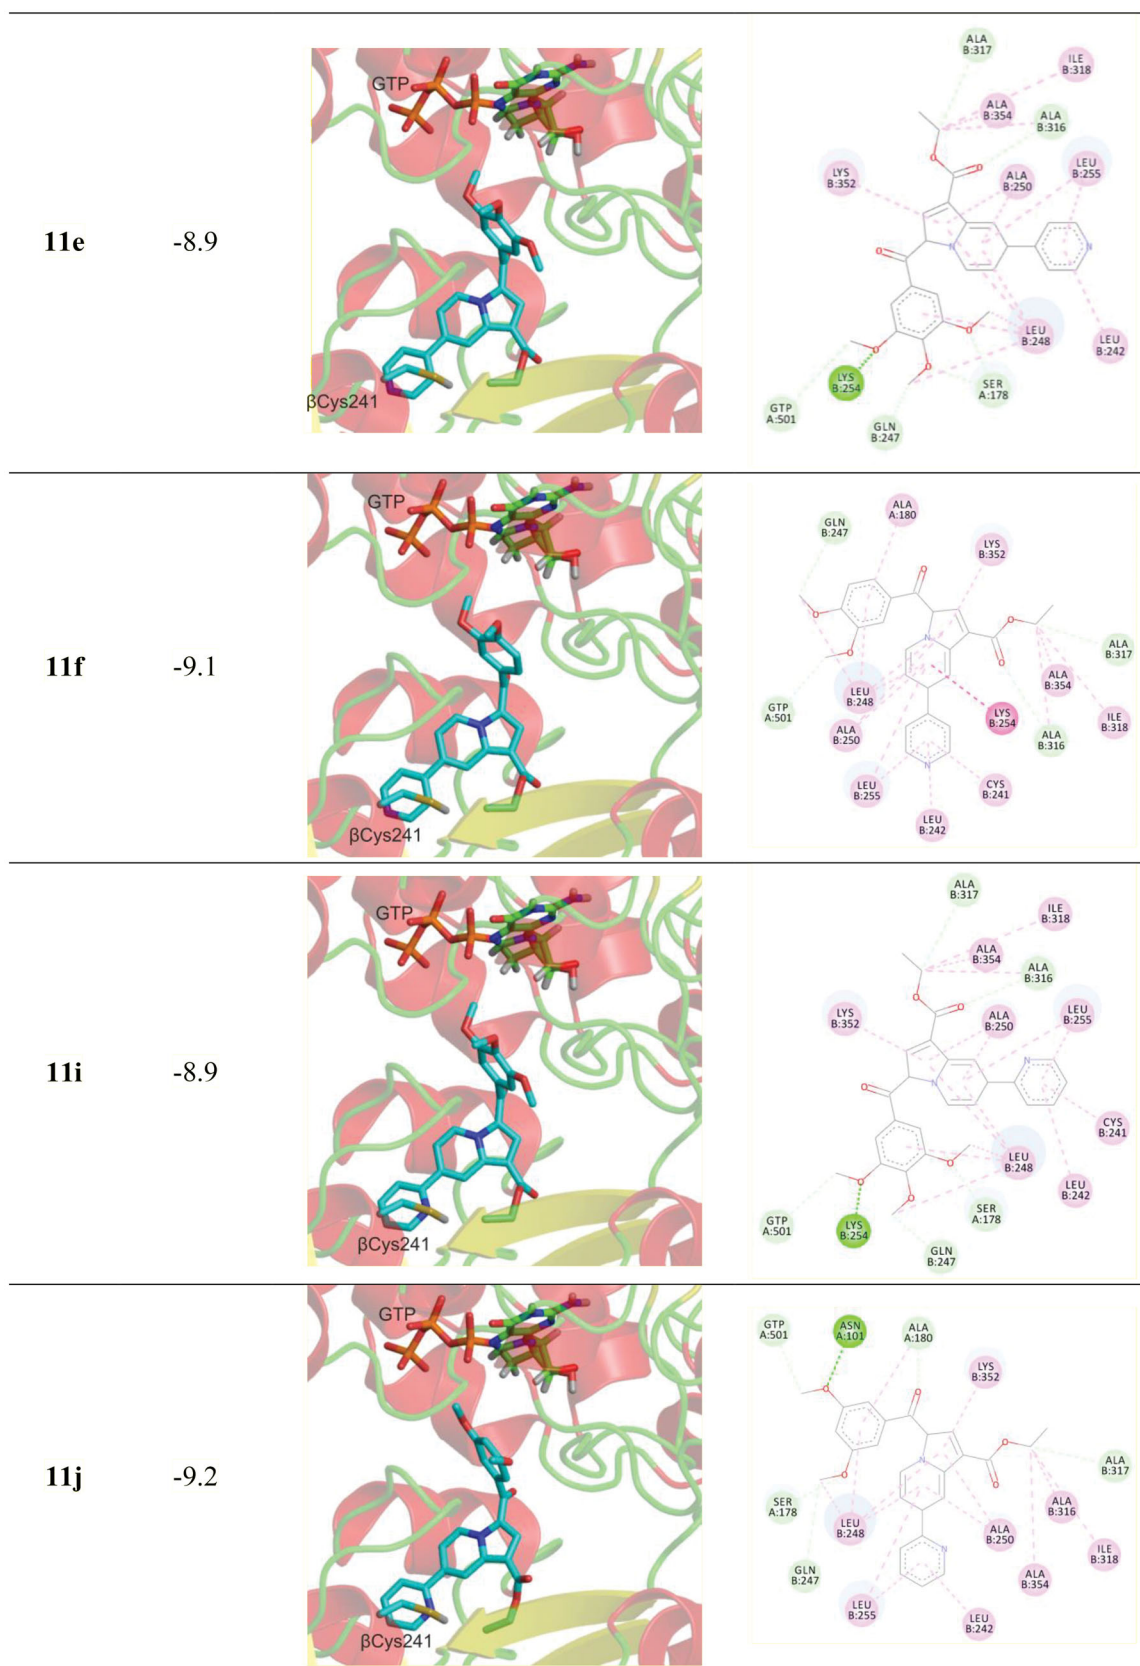 11e
-8.9
GTP
βCys241
ALA
B:317
ILE
B:318
ALA
B:354
ALA
B:316
LYS
B:352
ALA
B:250
LEU
B:255
O
O
N
N
O
O
O
O
LEU
B:248
LEU
B:242
LYS
B:254
SER
A:178
GTP
A:501
GLN
B:247
11f
-9.1
GTP
βCys241
ALA
A:180
GLN
B:247
LYS
B:352
O
O
O
N
O
O
ALA
B:317
ALA
B:354
LEU
B:248
GTP
A:501
LYS
B:254
ILE
B:318
ALA
B:250
ALA
B:316
N
LEU
B:255
CYS
B:241
LEU
B:242
11i
-8.9
GTP
βCys241
ALA
B:317
ILE
B:318
ALA
B:354
ALA
B:316
LYS
B:352
O
O
ALA
B:250
LEU
B:255
N
N
O
CYS
B:241
LEU
B:248
O
O
O
LEU
B:242
SER
A:178
GTP
A:501
LYS
B:254
GLN
B:247
11j
-9.2
GTP
βCys241
GTP
A:501
ASN
A:101
ALA
A:180
LYS
B:352
O
O
O
N
O
O
ALA
B:317
SER
A:178
LEU
B:248
ALA
B:316
ALA
B:250
N
ILE
B:318
GLN
B:247
ALA
B:354
LEU
B:255
LEU
B:242